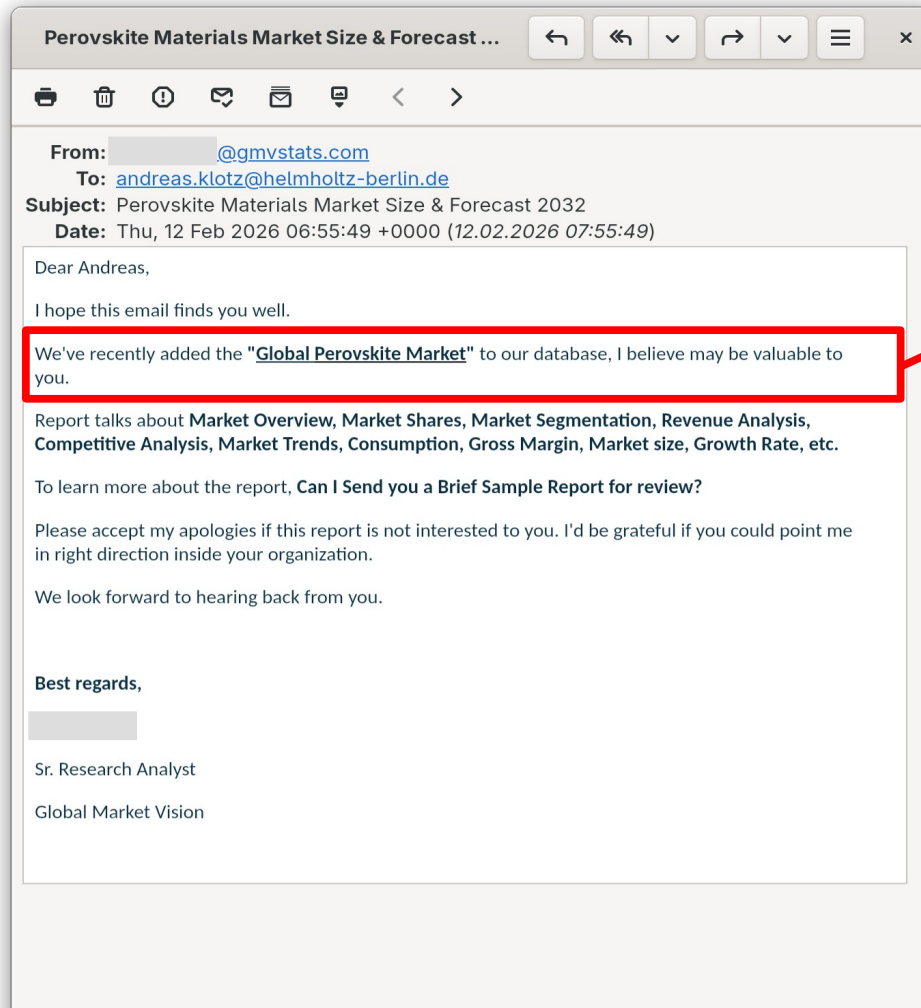 Perovskite Materials Market Size & Forecast ...
From: @gmvstats.com
To: andreas.klotz@helmholtz-berlin.de
Subject: Perovskite Materials Market Size & Forecast 2032
Date: Thu, 12 Feb 2026 06:55:49 +0000 (12.02.2026 07:55:49)
Dear Andreas,
I hope this email finds you well.
We've recently added the "Global Perovskite Market" to our database, I believe may be valuable to
you.
Report talks about Market Overview, Market Shares, Market Segmentation, Revenue Analysis,
Competitive Analysis, Market Trends, Consumption, Gross Margin, Market size, Growth Rate, etc.
To learn more about the report, Can I Send you a Brief Sample Report for review?
Please accept my apologies if this report is not interested to you. I'd be grateful if you could point me
in right direction inside your organization.
We look forward to hearing back from you.
Best regards,
Sr. Research Analyst
Global Market Vision